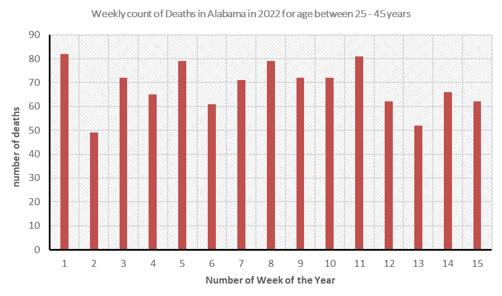 Weekly count of Deaths in Alabama in 2022 for age between 25 - 45 years
90
80
70
60
50
40
30
20
10
0
number of deaths
1 2 3 4 5 6 7 8 9 10 11 12 13 14 15
Number of Week of the Year